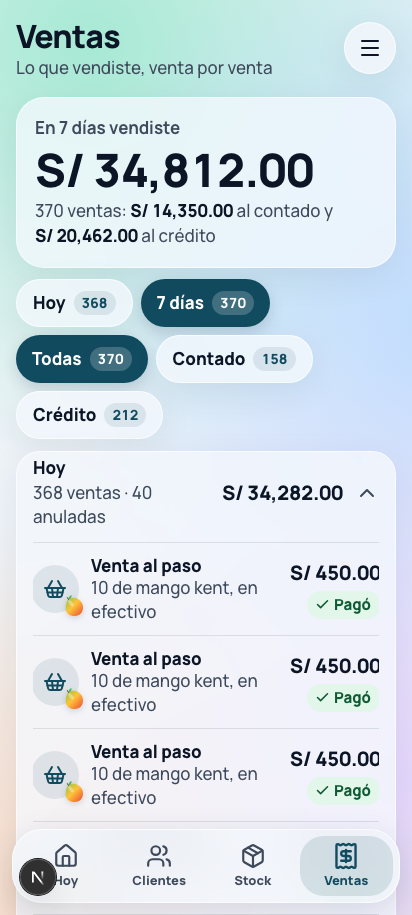 Ventas
Lo que vendiste, venta por venta
En 7 días vendiste
S/ 34,812.00
370 ventas: S/ 14,350.00 al contado y
S/ 20,462.00 al crédito
Hoy 368 7 días 370
Todas 370 Contado 158
Crédito 212
Hoy
368 ventas · 40
anuladas
S/ 34,282.00
Venta al paso
10 de mango kent, en
efectivo
S/ 450.00
Pagó
Venta al paso
10 de mango kent, en
efectivo
S/ 450.00
Pagó
Venta al paso
10 de mango kent, en
efectivo
S/ 450.00
Pagó
N
Hoy Clientes Stock Ventas